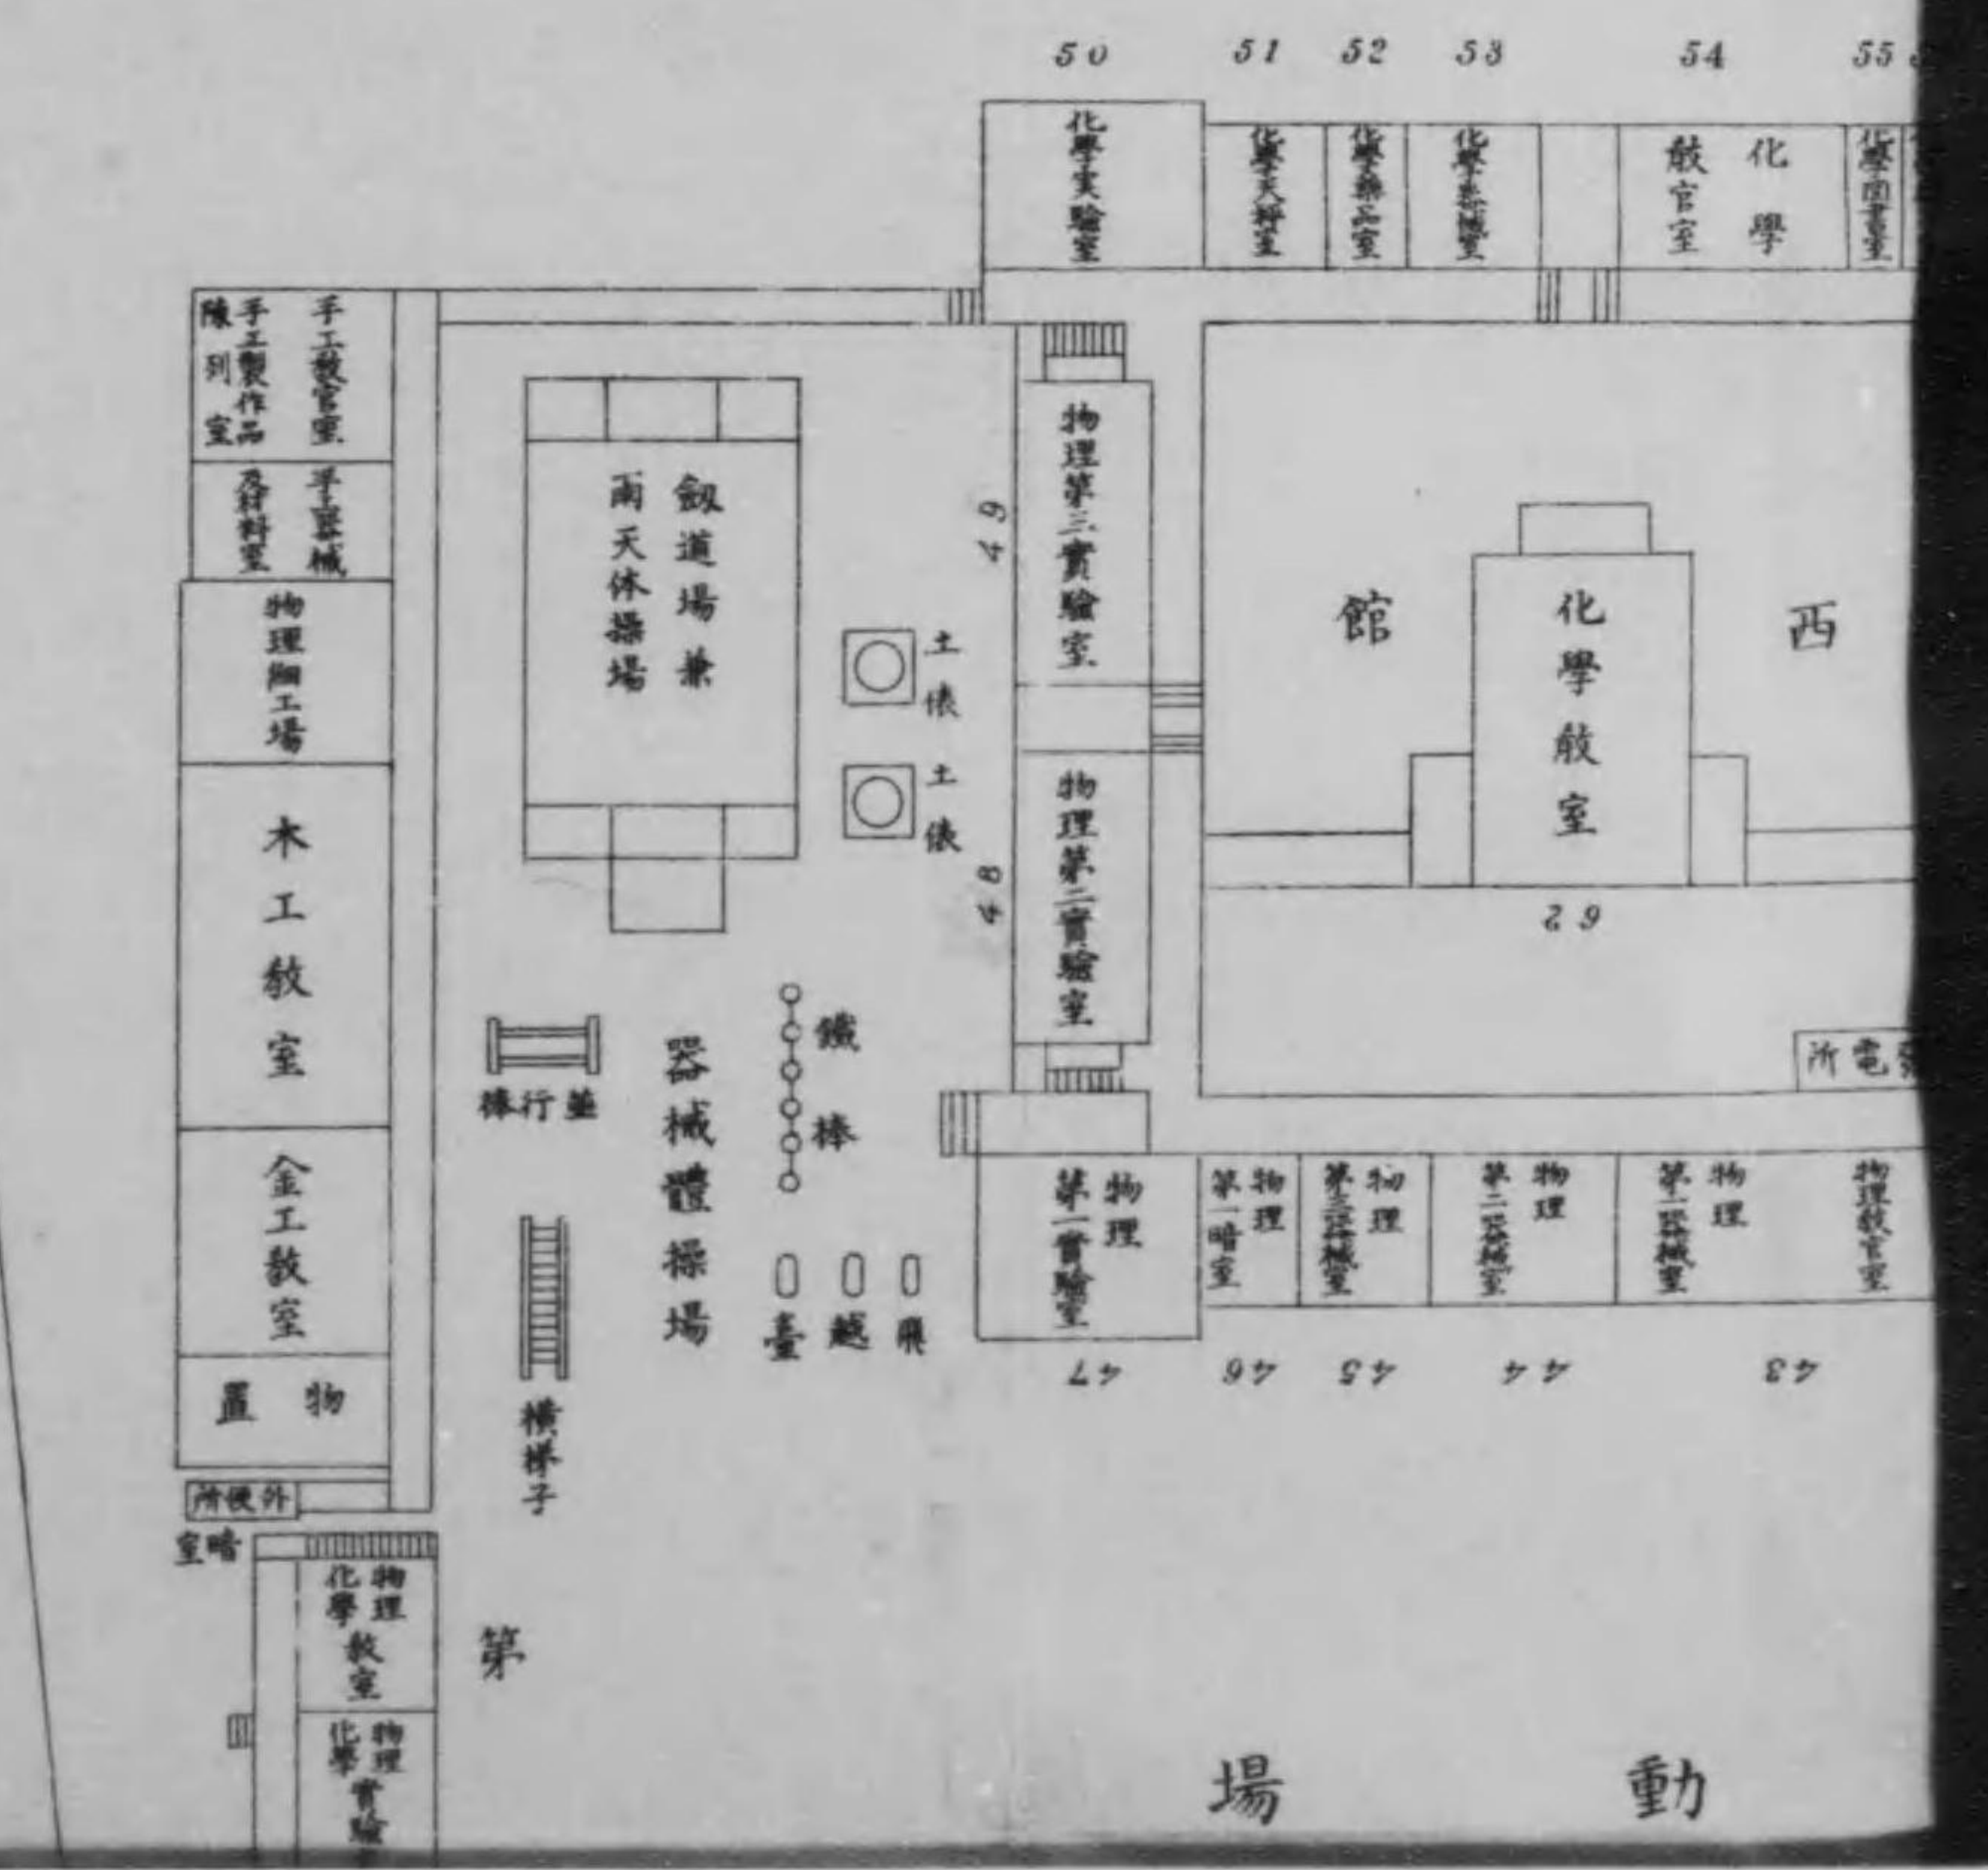 50
51
52
53
54
55
化學実驗室
化學天秤室
化學藥品室
化學器械室
化學
敎官室
化學圖書室
手工敎官室
手工製作品
陳列室
手工器械
及材料室
物理細工場
木工敎室
金工敎室
物置
外便所
暗室
物理
化學
敎室
物理
化學
實驗
劔道場兼
雨天体操場
土俵
土俵
鐵棒
並行棒
器械體操場
橫梯子
飛越臺
物理第三實驗室
49
物理第二實驗室
48
西館
化學敎室
62
電所
物理
第一實驗室
物理
第一暗室
物理
第三器械室
物理
第二器械室
物理
第一器械室
物理敎官室
47
46
45
44
43
第
動場